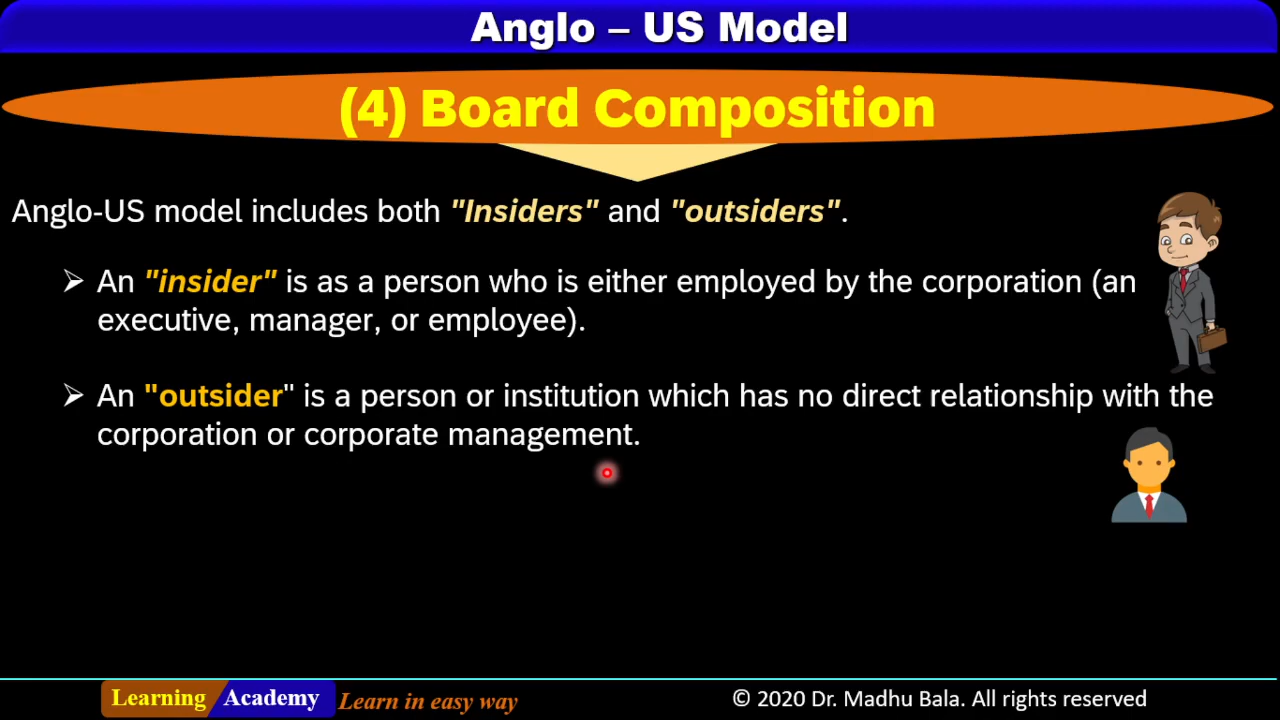 Anglo – US Model
(4) Board Composition
Anglo-US model includes both "Insiders" and "outsiders".
An "insider" is as a person who is either employed by the corporation (an
executive, manager, or employee).
An "outsider" is a person or institution which has no direct relationship with the
corporation or corporate management.
Learning Academy Learn in easy way
© 2020 Dr. Madhu Bala. All rights reserved